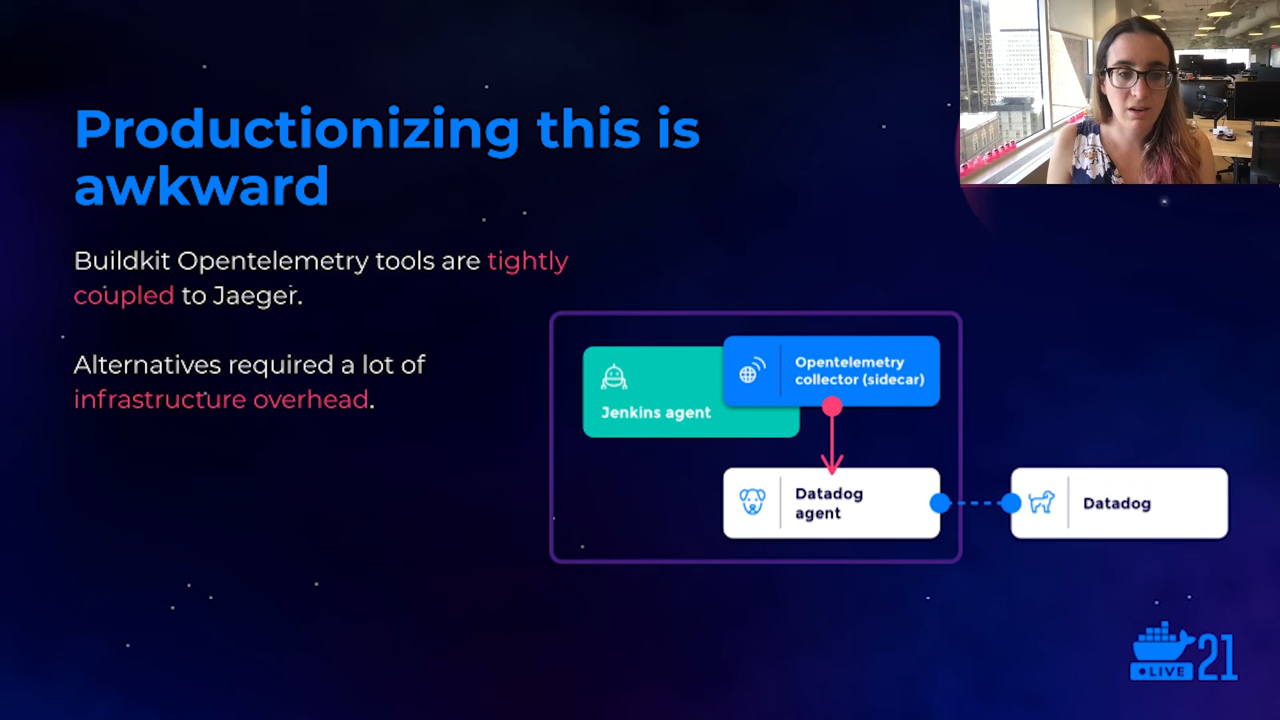 Productionizing this is
awkward
Buildkit Opentelemetry tools are tightly
coupled to Jaeger.
Alternatives required a lot of
infrastructure overhead.
Opentelemetry
collector (sidecar)
Jenkins agent
Datadog
agent
Datadog
LIVE 21